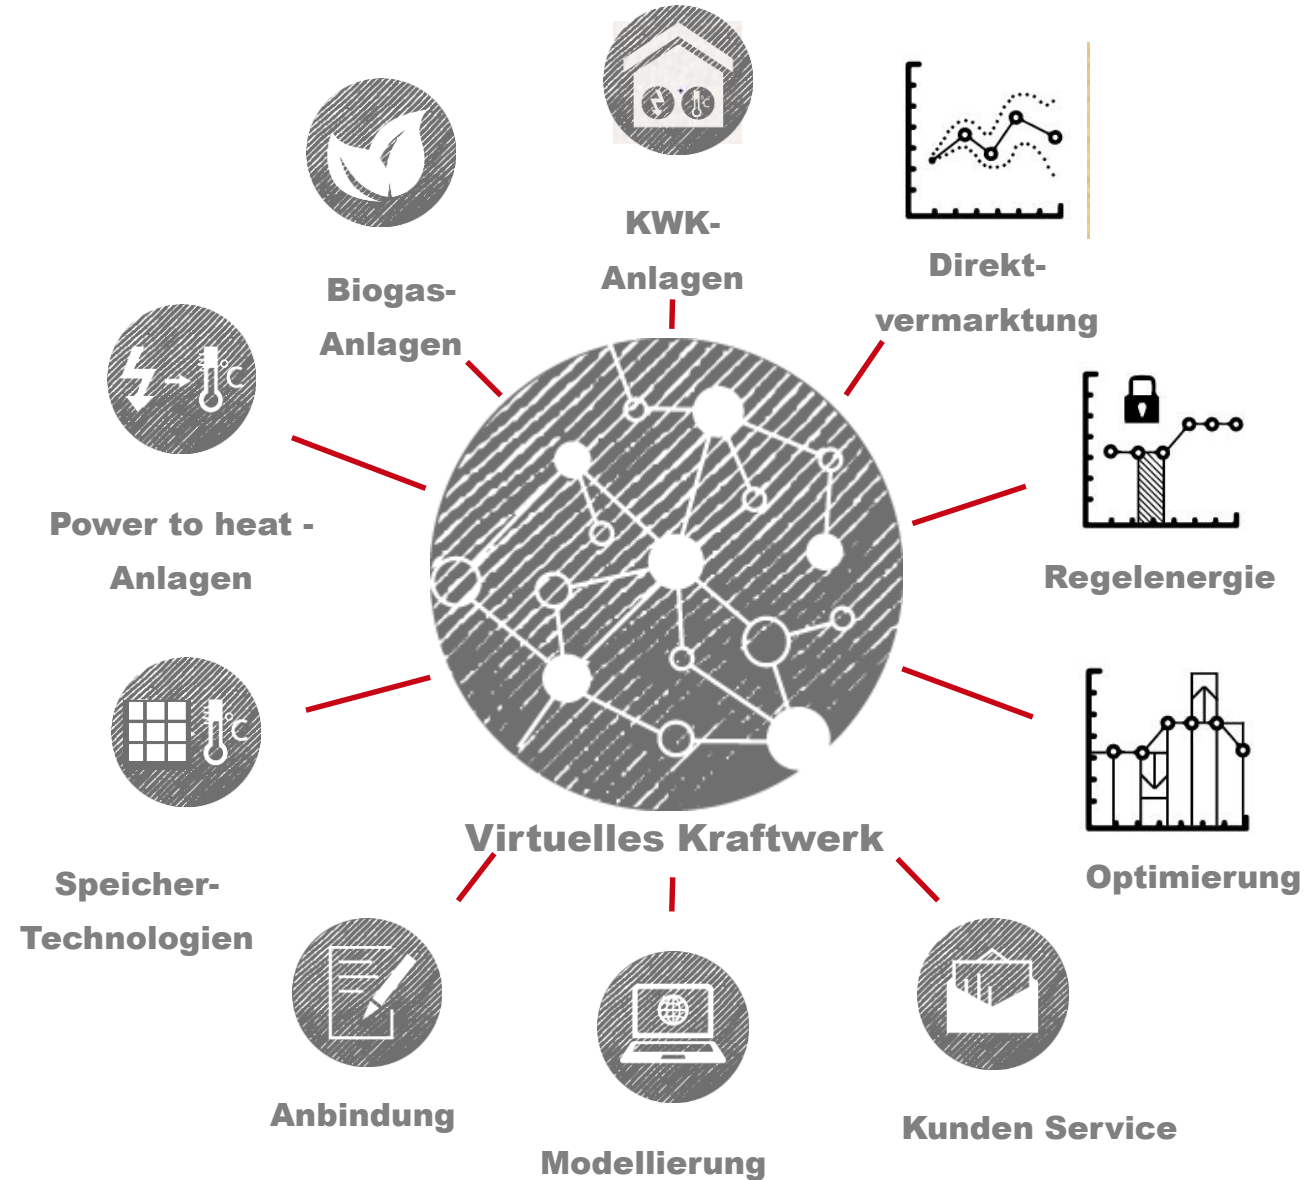 KWK-
Anlagen
Direkt-
vermarktung
Biogas-
Anlagen
°C
Power to heat -
Anlagen
Regelenergie
°C
Speicher-
Technologien
Virtuelles Kraftwerk
Optimierung
Anbindung
Modellierung
Kunden Service